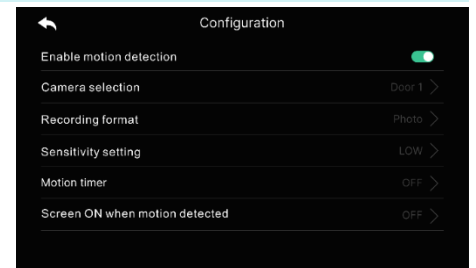 Configuration
Enable motion detection
Camera selection Door 1
Recording format Photo
Sensitivity setting LOW
Motion timer OFF
Screen ON when motion detected OFF